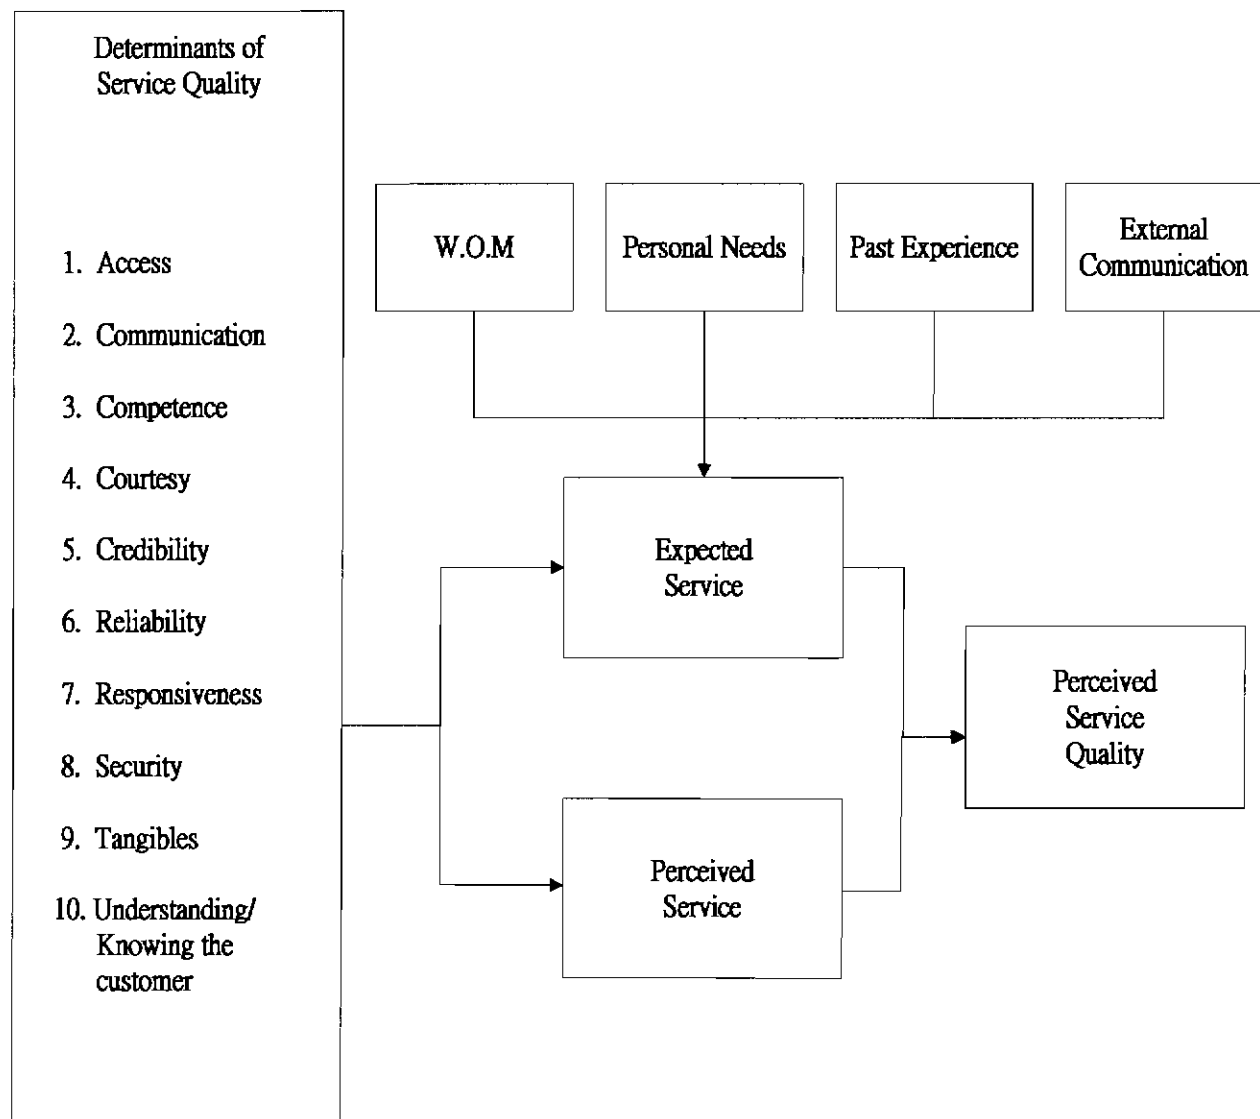 Determinants of
Service Quality
1. Access
2. Communication
3. Competence
4. Courtesy
5. Credibility
6. Reliability
7. Responsiveness
8. Security
9. Tangibles
10. Understanding/
Knowing the
customer
W.O.M
Personal Needs
Past Experience
External
Communication
Expected
Service
Perceived
Service
Perceived
Service
Quality